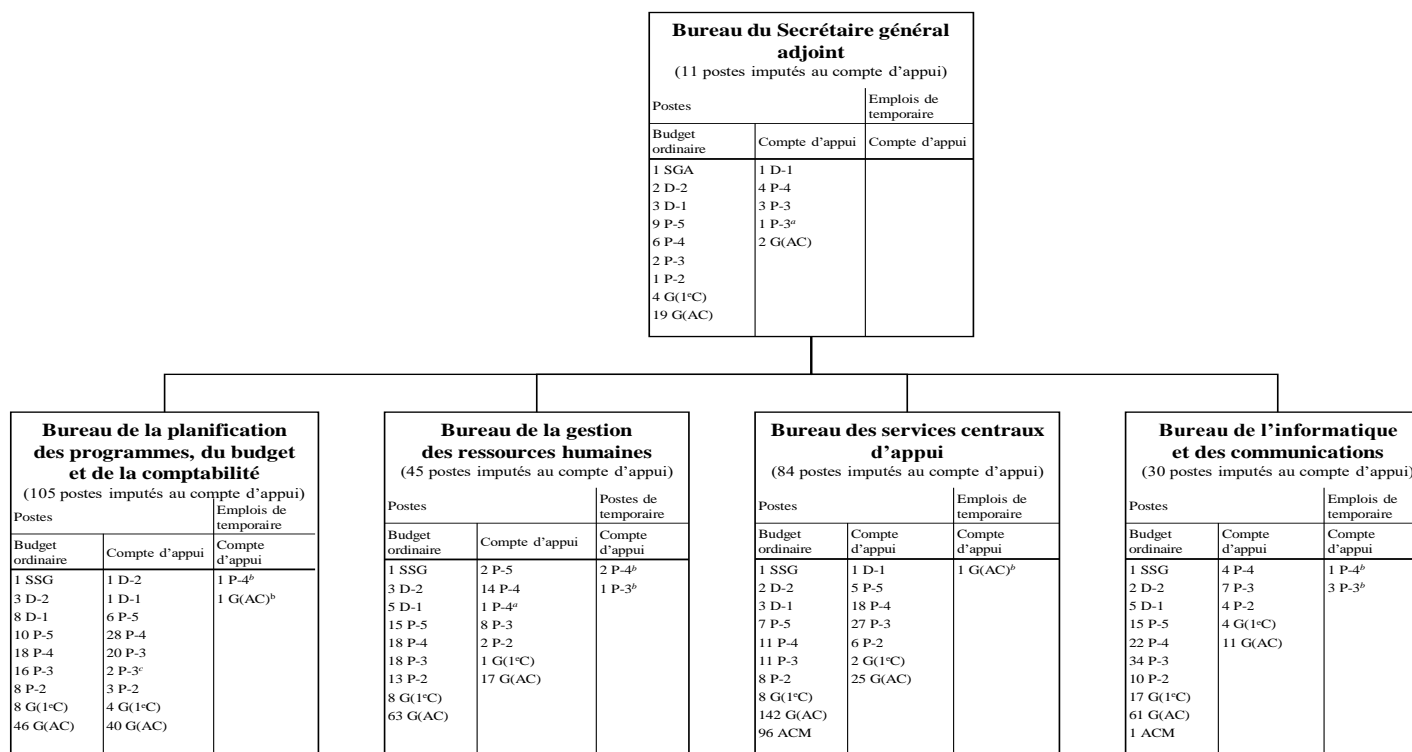 Bureau du Secrétaire général
adjoint
(11 postes imputés au compte d'appui)
Postes
Emplois de
temporaire
Budget
ordinaire
Compte d'appui
Compte d'appui
1 SGA
2 D-2
3 D-1
9 P-5
6 P-4
2 P-3
1 P-2
4 G(1eC)
19 G(AC)
1 D-1
4 P-4
3 P-3
1 P-3a
2 G(AC)
Bureau de la planification
des programmes, du budget
et de la comptabilité
(105 postes imputés au compte d'appui)
Postes
Emplois de
temporaire
Budget
ordinaire
Compte d'appui
Compte
d'appui
1 SSG
3 D-2
8 D-1
10 P-5
18 P-4
16 P-3
8 P-2
8 G(1eC)
46 G(AC)
1 D-2
1 D-1
6 P-5
28 P-4
20 P-3
2 P-3c
3 P-2
4 G(1eC)
40 G(AC)
1 P-4b
1 G(AC)b
Bureau de la gestion
des ressources humaines
(45 postes imputés au compte d'appui)
Postes
Postes de
temporaire
Budget
ordinaire
Compte d'appui
Compte
d'appui
1 SSG
3 D-2
5 D-1
15 P-5
18 P-4
18 P-3
13 P-2
8 G(1eC)
63 G(AC)
2 P-5
14 P-4
1 P-4a
8 P-3
2 P-2
1 G(1eC)
17 G(AC)
2 P-4b
1 P-3b
Bureau des services centraux
d'appui
(84 postes imputés au compte d'appui)
Postes
Emplois de
temporaire
Budget
ordinaire
Compte
d'appui
Compte
d'appui
1 SSG
2 D-2
3 D-1
7 P-5
11 P-4
11 P-3
8 P-2
8 G(1eC)
142 G(AC)
96 ACM
1 D-1
5 P-5
18 P-4
27 P-3
6 P-2
2 G(1eC)
25 G(AC)
1 G(AC)b
Bureau de l'informatique
et des communications
(30 postes imputés au compte d'appui)
Postes
Emplois de
temporaire
Budget
ordinaire
Compte
d'appui
Compte
d'appui
1 SSG
2 D-2
5 D-1
15 P-5
22 P-4
34 P-3
10 P-2
17 G(1eC)
61 G(AC)
1 ACM
4 P-4
7 P-3
4 P-2
4 G(1eC)
11 G(AC)
1 P-4b
3 P-3b